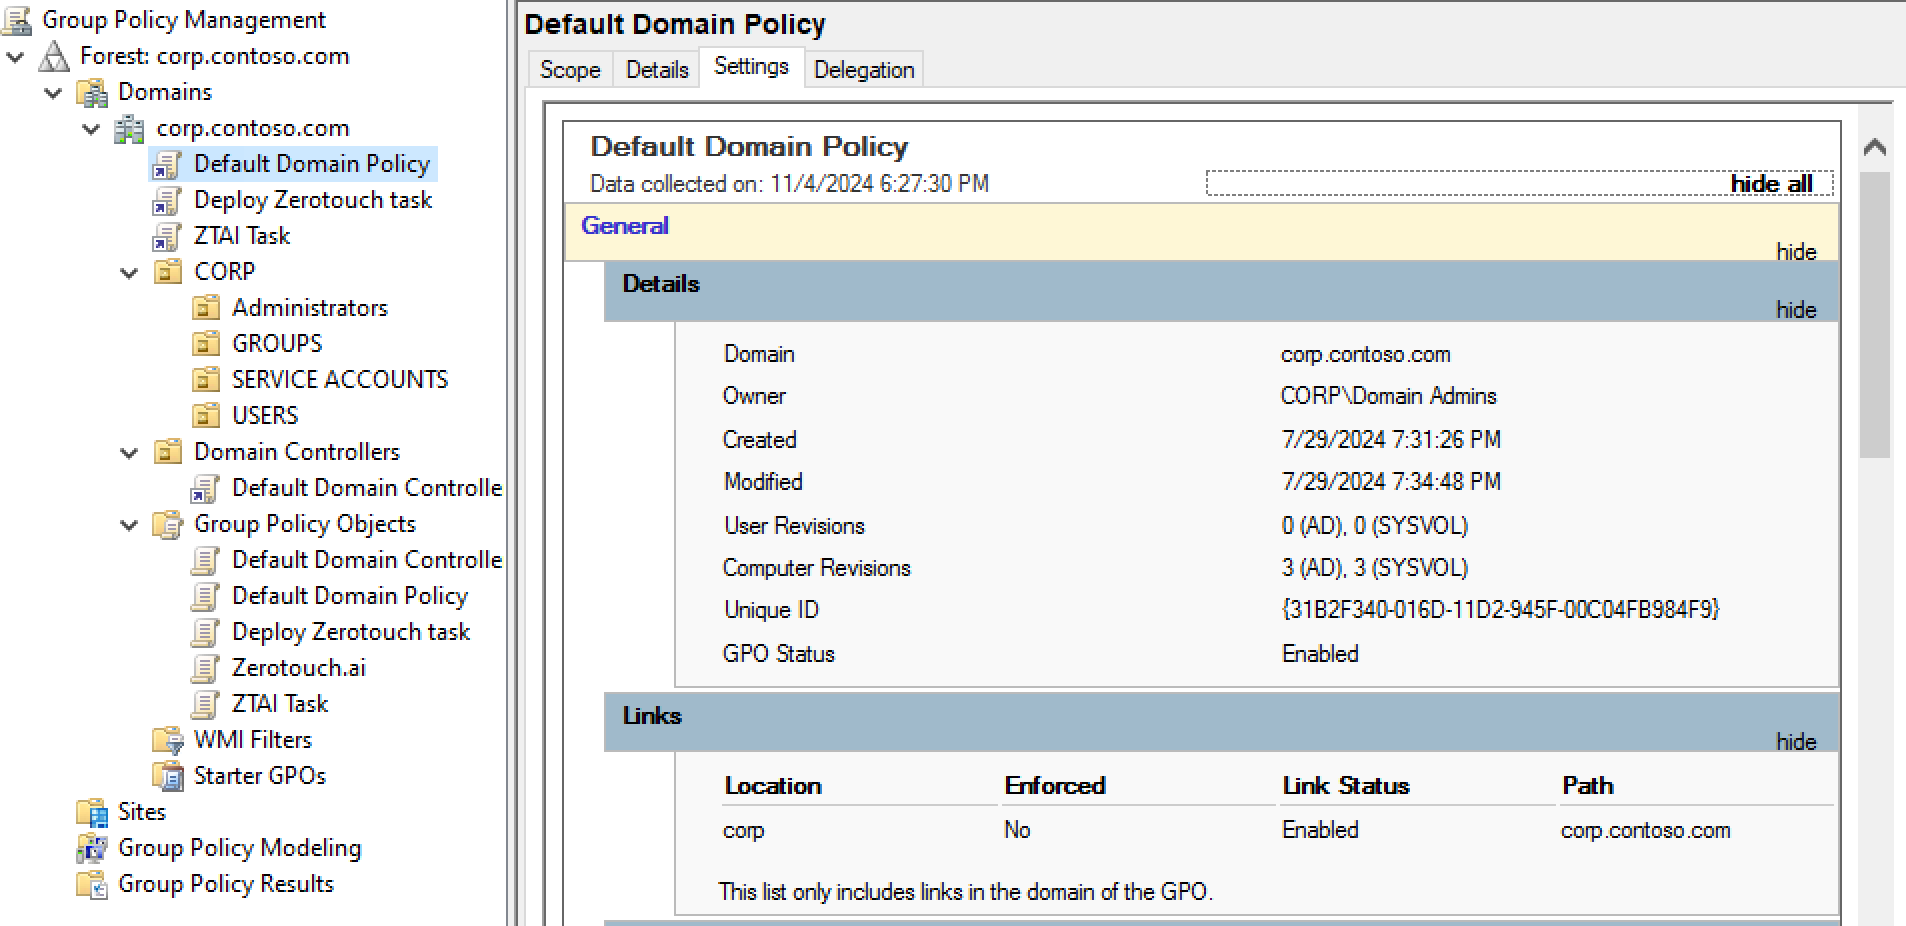 Group Policy Management
Forest: corp.contoso.com
Domains
corp.contoso.com
Default Domain Policy
Deploy Zerotouch task
ZTAI Task
CORP
Administrators
GROUPS
SERVICE ACCOUNTS
USERS
Domain Controllers
Default Domain Controlle
Group Policy Objects
Default Domain Controlle
Default Domain Policy
Deploy Zerotouch task
Zerotouch.ai
ZTAI Task
WMI Filters
Starter GPOs
Sites
Group Policy Modeling
Group Policy Results
Default Domain Policy
Scope Details Settings Delegation
Default Domain Policy
Data collected on: 11/4/2024 6:27:30 PM hide all
General
hide
Details
hide
Domain corp.contoso.com
Owner CORP\Domain Admins
Created 7/29/2024 7:31:26 PM
Modified 7/29/2024 7:34:48 PM
User Revisions 0 (AD), 0 (SYSVOL)
Computer Revisions 3 (AD), 3 (SYSVOL)
Unique ID {31B2F340-016D-11D2-945F-00C04FB984F9}
GPO Status Enabled
Links
hide
Location Enforced Link Status Path
corp No Enabled corp.contoso.com
This list only includes links in the domain of the GPO.